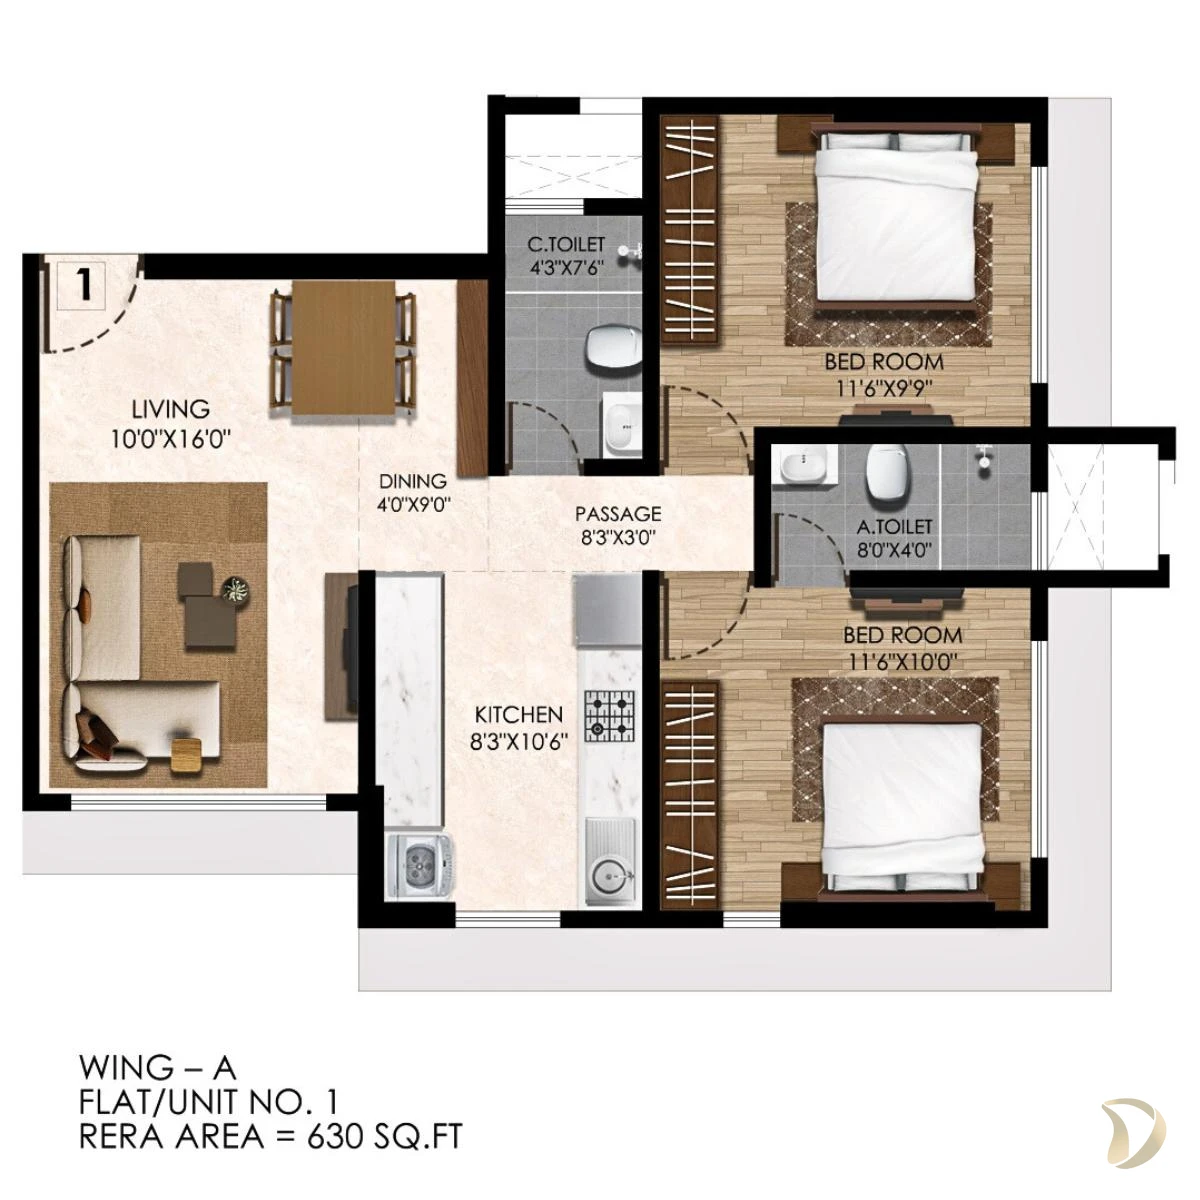 1
C.TOILET
4'3"X7'6"
BED ROOM
11'6"X9'9"
LIVING
10'0"X16'0"
DINING
4'0"X9'0"
PASSAGE
8'3"X3'0"
A.TOILET
8'0"X4'0"
BED ROOM
11'6"X10'0"
KITCHEN
8'3"X10'6"
WING – A
FLAT/UNIT NO. 1
RERA AREA = 630 SQ.FT